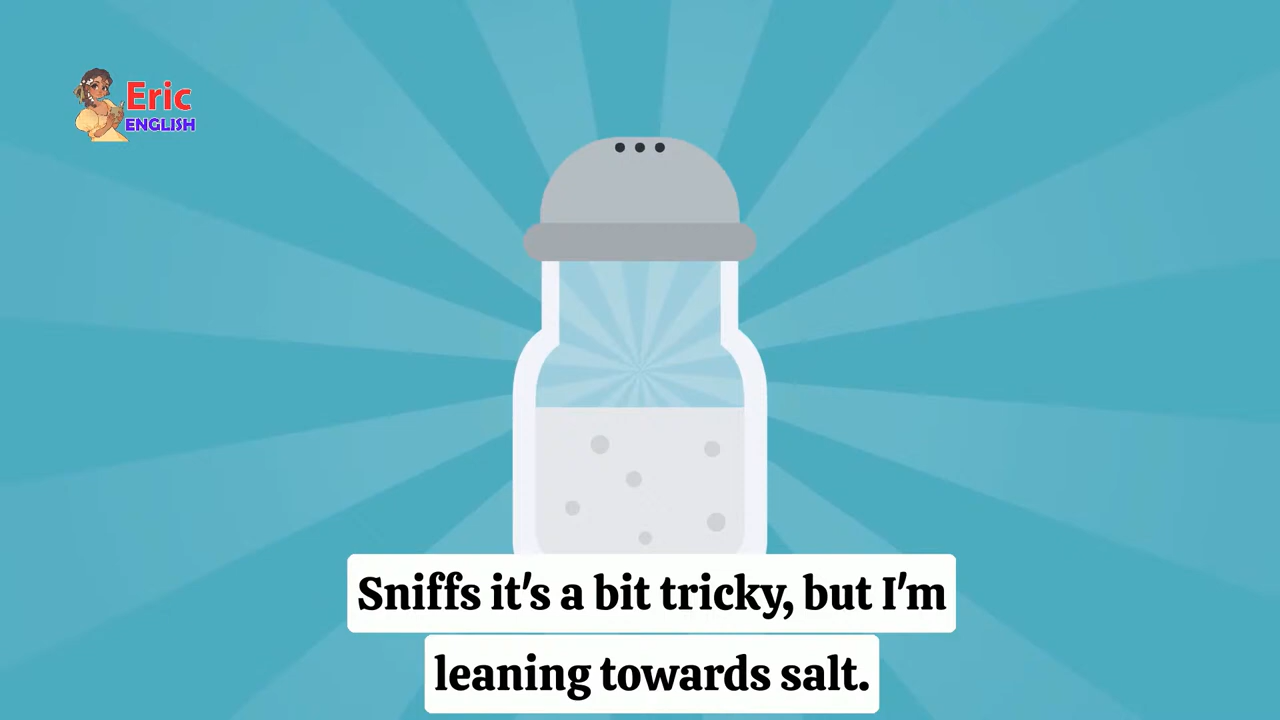 Eric
ENGLISH
Sniffs it's a bit tricky, but I'm
leaning towards salt.